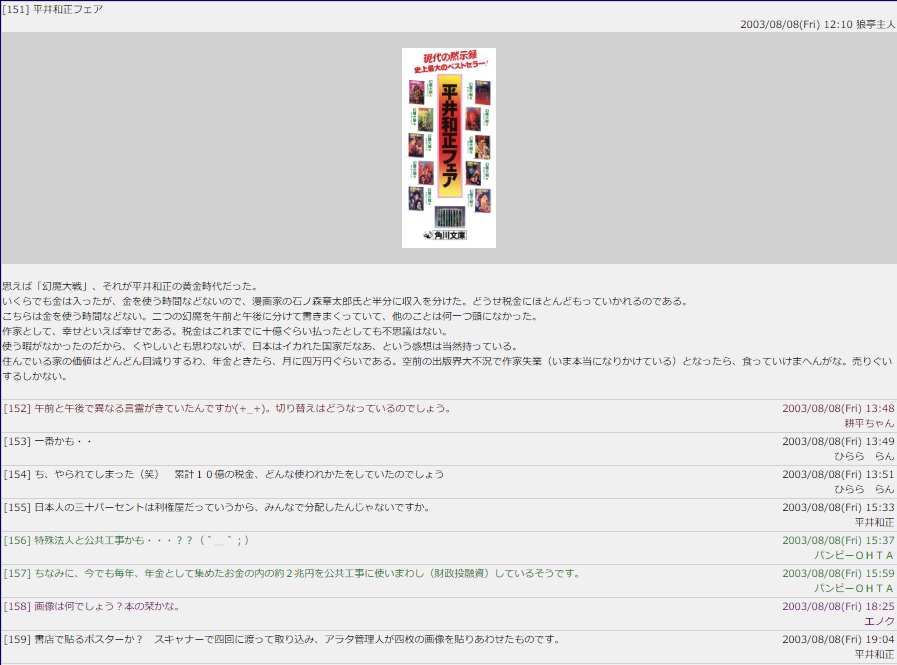 [151] 平井和正フェア
2003/08/08(Fri) 12:10 狼亭主人
現代の黙示録
史上最大のベストセラー!
平井和正フェア
角川文庫
思えば「幻魔大戦」、それが平井和正の黄金時代だった。
いくらでも金は入ったが、金を使う時間などないので、漫画家の石ノ森章太郎氏と半分に収入を分けた。どうせ税金にほとんどもっていかれるのである。
こちらは金を使う時間などない。二つの幻魔を午前と午後に分けて書きまくっていて、他のことは何一つ頭になかった。
作家として、幸せといえば幸せである。税金はこれまでに十億ぐらい払ったとしても不思議はない。
使う暇がなかったのだから、くやしいとも思わないが、日本はイカれた国家だなあ、という感想は当然持っている。
住んでいる家の価値はどんどん目減りするわ、年金ときたら、月に四万円ぐらいである。空前の出版界大不況で作家失業（いま本当になりかけている）となったら、食っていけまへんがな。売りぐい
するしかない。
[152] 午前と午後で異なる言霊がきていたんですか(+_+)。切り替えはどうなっているのでしょう。
2003/08/08(Fri) 13:48
耕平ちゃん
[153] 一番かも・・
2003/08/08(Fri) 13:49
ひらら　らん
[154] ち、やられてしまった（笑）　累計１０億の税金、どんな使われかたをしていたのでしょう
2003/08/08(Fri) 13:51
ひらら　らん
[155] 日本人の三十パーセントは利権屋だっていうから、みんなで分配したんじゃないですか。
2003/08/08(Fri) 15:33
平井和正
[156] 特殊法人と公共工事かも・・・？？（＾＿＾；）
2003/08/08(Fri) 15:37
バンビーＯＨＴＡ
[157] ちなみに、今でも毎年、年金として集めたお金の内の約２兆円を公共工事に使いまわし（財政投融資）しているそうです。
2003/08/08(Fri) 15:59
バンビーＯＨＴＡ
[158] 画像は何でしょう？本の栞かな。
2003/08/08(Fri) 18:25
エノク
[159] 書店で貼るポスターか？　スキャナーで四回に渡って取り込み、アラタ管理人が四枚の画像を貼りあわせたものです。
2003/08/08(Fri) 19:04
平井和正